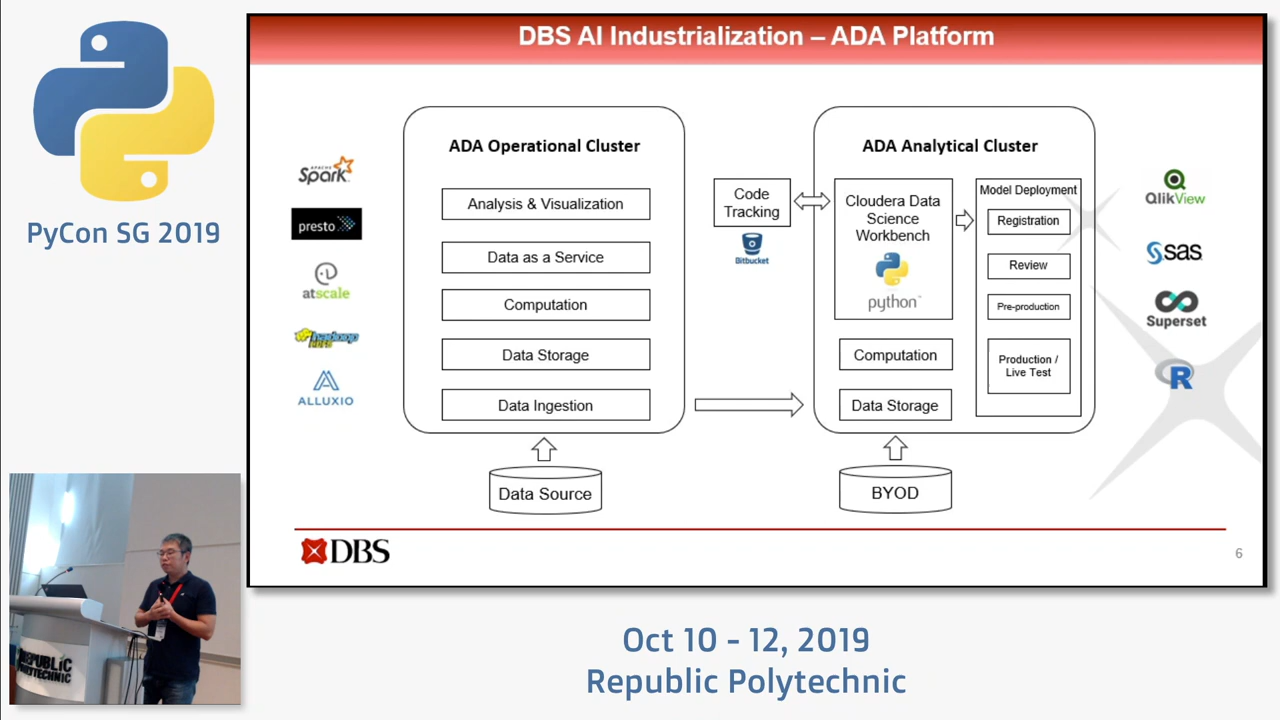 PyCon SG 2019
DBS AI Industrialization – ADA Platform
APACHE
Spark
presto
atscale
hadoop
HDFS
ALLUXIO
ADA Operational Cluster
Analysis & Visualization
Data as a Service
Computation
Data Storage
Data Ingestion
Data Source
Code
Tracking
Bitbucket
ADA Analytical Cluster
Cloudera Data
Science
Workbench
python
Computation
Data Storage
BYOD
Model Deployment
Registration
Review
Pre-production
Production /
Live Test
QlikView
sas
Superset
R
DBS
6
REPUBLIC
POLYTECHNIC
Oct 10 - 12, 2019
Republic Polytechnic